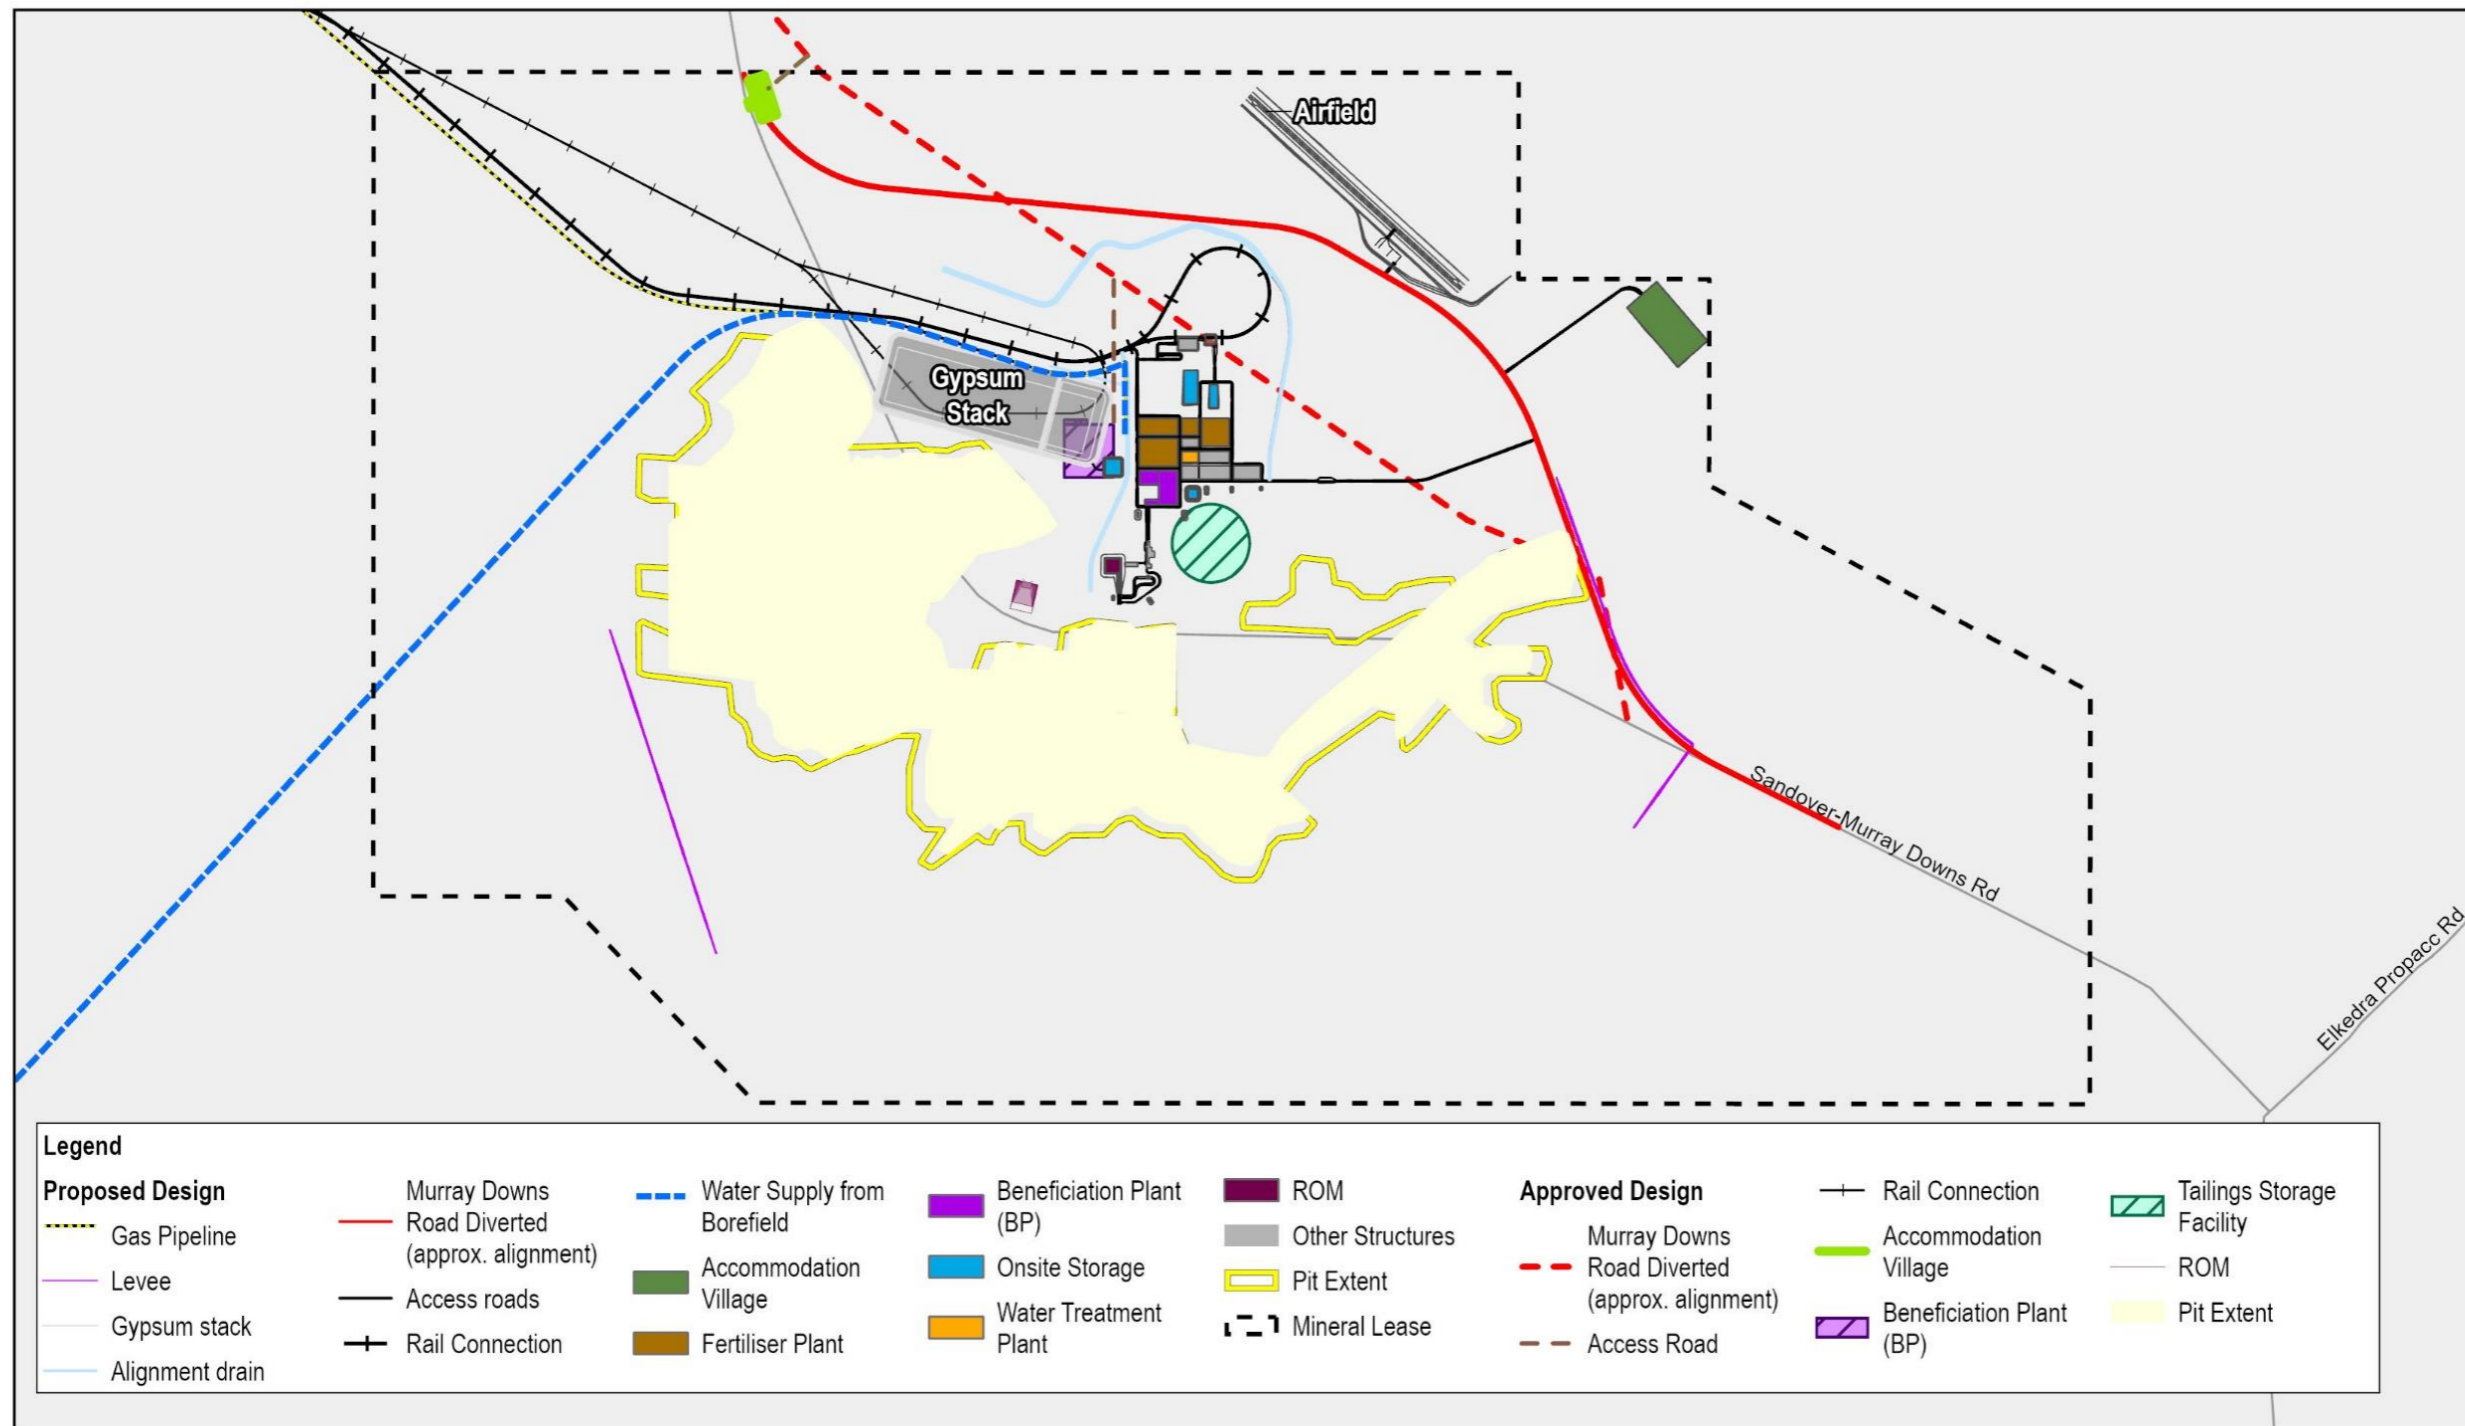 Airfield
Gypsum
Stack
Sandover-Murray Downs Rd
Elkedra Propacc Rd
Legend
Proposed Design
Gas Pipeline
Levee
Gypsum stack
Alignment drain
Murray Downs
Road Diverted
(approx. alignment)
Access roads
Rail Connection
Water Supply from
Borefield
Accommodation
Village
Fertiliser Plant
Beneficiation Plant
(BP)
Onsite Storage
Water Treatment
Plant
ROM
Other Structures
Pit Extent
Mineral Lease
Approved Design
Murray Downs
Road Diverted
(approx. alignment)
Access Road
Rail Connection
Accommodation
Village
Beneficiation Plant
(BP)
Tailings Storage
Facility
ROM
Pit Extent